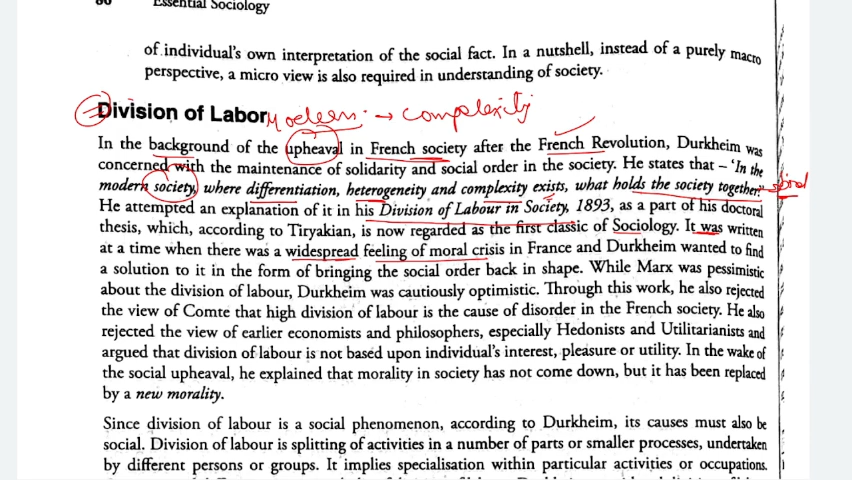 Essential Sociology
of individual's own interpretation of the social fact. In a nutshell, instead of a purely macro
perspective, a micro view is also required in understanding of society.
Division of Labor Modern → complexity
In the background of the upheaval in French society after the French Revolution, Durkheim was
concerned with the maintenance of solidarity and social order in the society. He states that – 'In the
modern society, where differentiation, heterogeneity and complexity exists, what holds the society together.'
He attempted an explanation of it in his Division of Labour in Society, 1893, as a part of his doctoral
thesis, which, according to Tiryakian, is now regarded as the first classic of Sociology. It was written
at a time when there was a widespread feeling of moral crisis in France and Durkheim wanted to find
a solution to it in the form of bringing the social order back in shape. While Marx was pessimistic
about the division of labour, Durkheim was cautiously optimistic. Through this work, he also rejected
the view of Comte that high division of labour is the cause of disorder in the French society. He also
rejected the view of earlier economists and philosophers, especially Hedonists and Utilitarianists and
argued that division of labour is not based upon individual's interest, pleasure or utility. In the wake of
the social upheaval, he explained that morality in society has not come down, but it has been replaced
by a new morality.
Since division of labour is a social phenomenon, according to Durkheim, its causes must also be
social. Division of labour is splitting of activities in a number of parts or smaller processes, undertaken
by different persons or groups. It implies specialisation within particular activities or occupations.